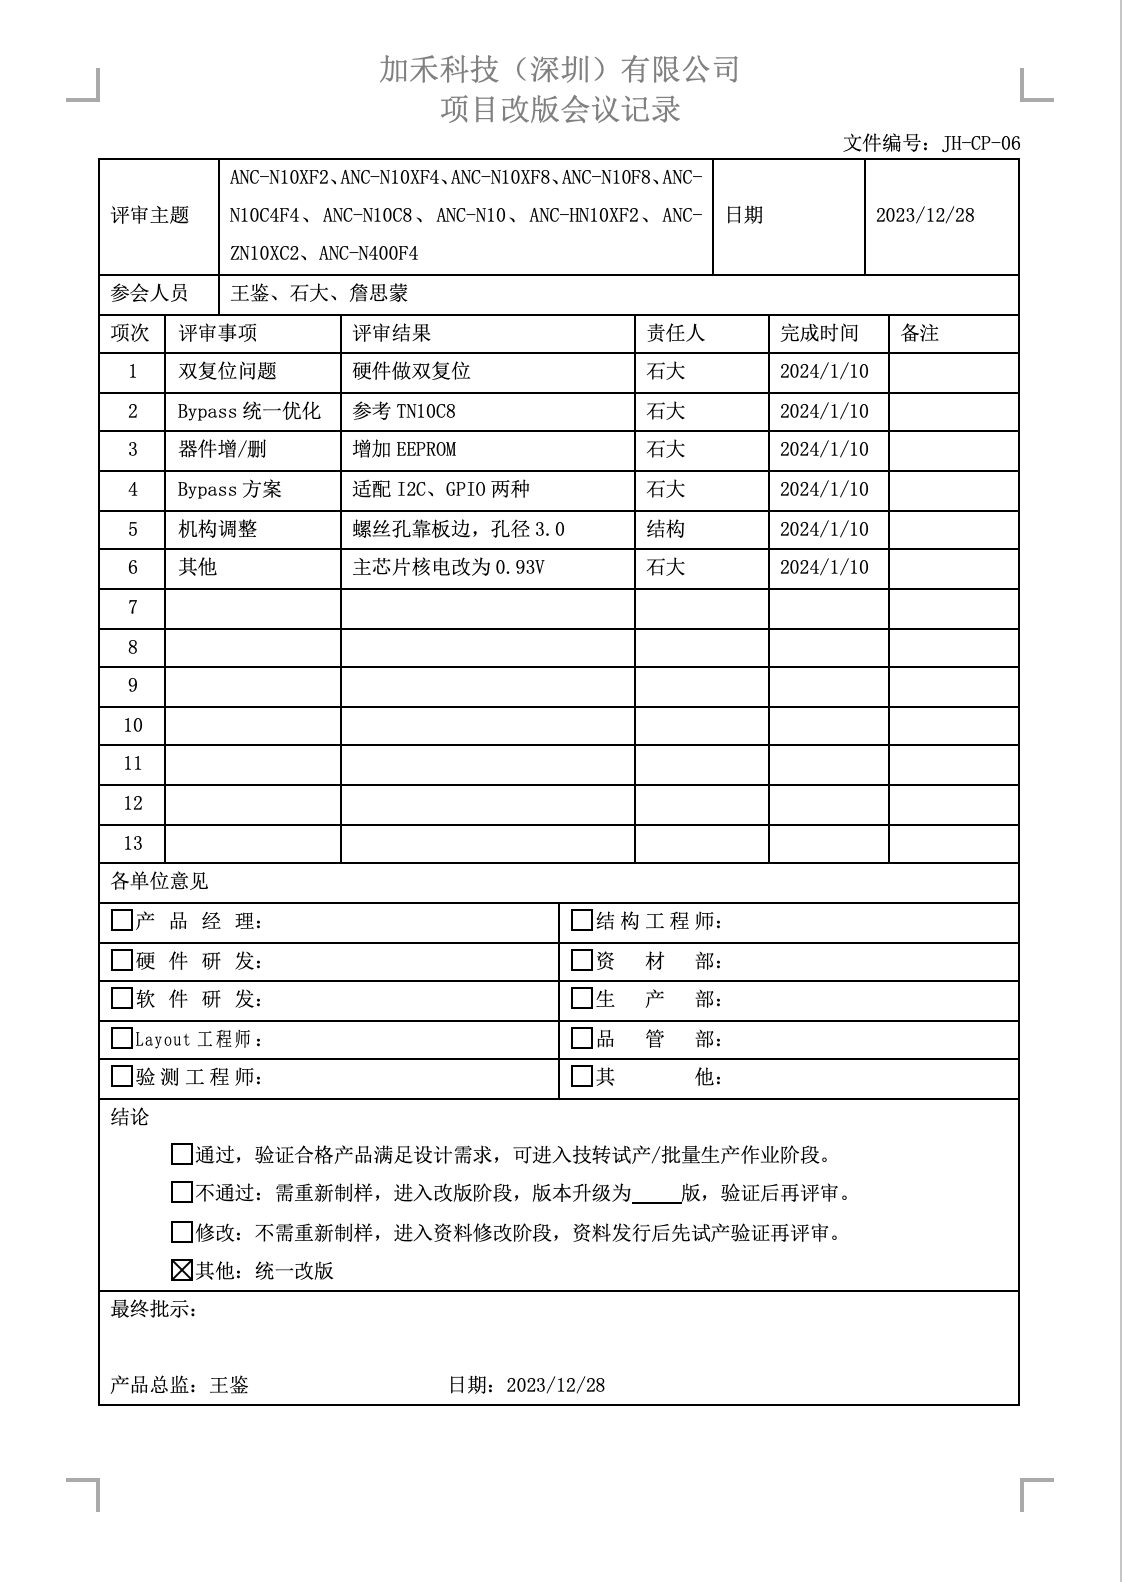 加禾科技（深圳）有限公司
项目改版会议记录
文件编号：JH-CP-06
评审主题
ANC-N10XF2、ANC-N10XF4、ANC-N10XF8、ANC-N10F8、ANC-
N10C4F4、ANC-N10C8、ANC-N10、ANC-HN10XF2、ANC-
ZN10XC2、ANC-N400F4
日期
2023/12/28
参会人员 王鉴、石大、詹思蒙
项次 评审事项 评审结果 责任人 完成时间 备注
1 双复位问题 硬件做双复位 石大 2024/1/10
2 Bypass 统一优化 参考 TN10C8 石大 2024/1/10
3 器件增/删 增加 EEPROM 石大 2024/1/10
4 Bypass 方案 适配 I2C、GPIO 两种 石大 2024/1/10
5 机构调整 螺丝孔靠板边，孔径 3.0 结构 2024/1/10
6 其他 主芯片核电改为 0.93V 石大 2024/1/10
7
8
9
10
11
12
13
各单位意见
□产 品 经 理： □结构工程师：
□硬 件 研 发： □资 材 部：
□软 件 研 发： □生 产 部：
□Layout 工程师： □品 管 部：
□验测工程师： □其 他：
结论
□通过，验证合格产品满足设计需求，可进入技转试产/批量生产作业阶段。
□不通过：需重新制样，进入改版阶段，版本升级为_____版，验证后再评审。
□修改：不需重新制样，进入资料修改阶段，资料发行后先试产验证再评审。
☒其他：统一改版
最终批示：
产品总监：王鉴 日期：2023/12/28